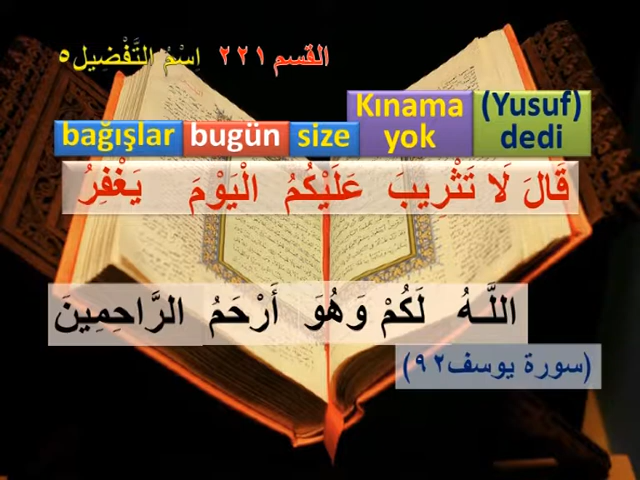 القسم ٢٢١ اِسْمُ التَّفْضِيل ٥
(Yusuf) dedi
Kınama yok
size
bugün
bağışlar
قَالَ لَا تَثْرِيبَ عَلَيْكُمُ الْيَوْمَ يَغْفِرُ
اللَّـهُ لَكُمْ وَهُوَ أَرْحَمُ الرَّاحِمِينَ
(سورة يوسف٩٢)